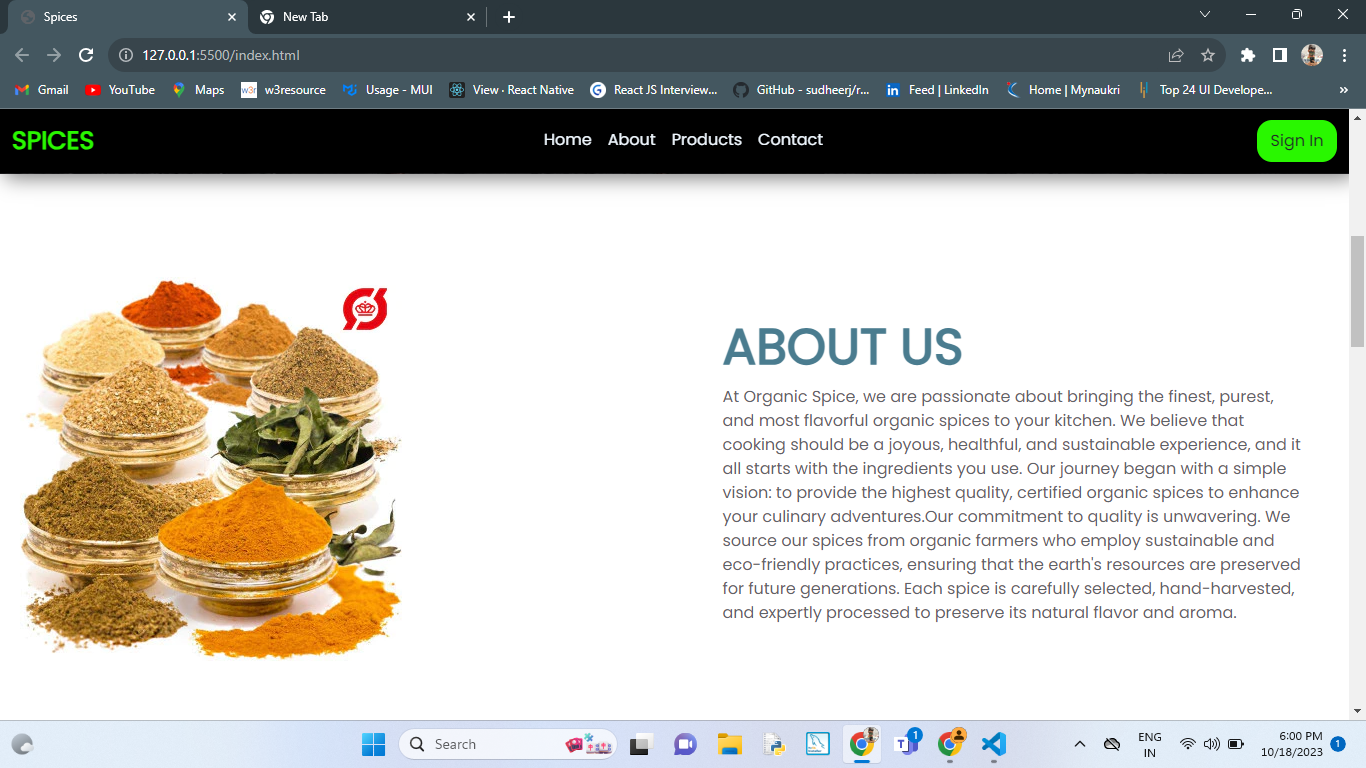 Spices
New Tab
127.0.0.1:5500/index.html
Gmail
YouTube
Maps
w3r
w3resource
Usage - MUI
View · React Native
React JS Interview...
GitHub - sudheerj/r...
Feed | LinkedIn
Home | Mynaukri
Top 24 UI Develope...
»
SPICES
Home
About
Products
Contact
Sign In
ABOUT US
At Organic Spice, we are passionate about bringing the finest, purest,
and most flavorful organic spices to your kitchen. We believe that
cooking should be a joyous, healthful, and sustainable experience, and it
all starts with the ingredients you use. Our journey began with a simple
vision: to provide the highest quality, certified organic spices to enhance
your culinary adventures.Our commitment to quality is unwavering. We
source our spices from organic farmers who employ sustainable and
eco-friendly practices, ensuring that the earth's resources are preserved
for future generations. Each spice is carefully selected, hand-harvested,
and expertly processed to preserve its natural flavor and aroma.
Search
1
ENG
IN
6:00 PM
10/18/2023
1